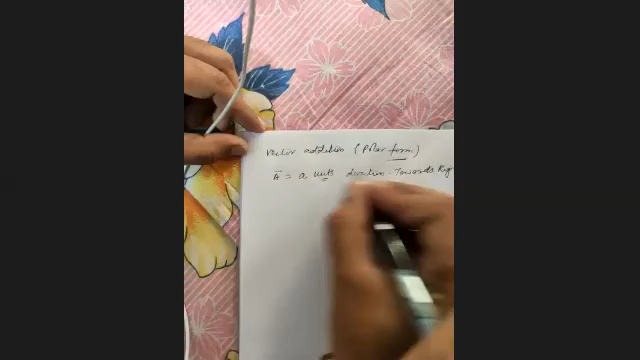 vector addition (Polar form)
A = a units direction - Towards Rig